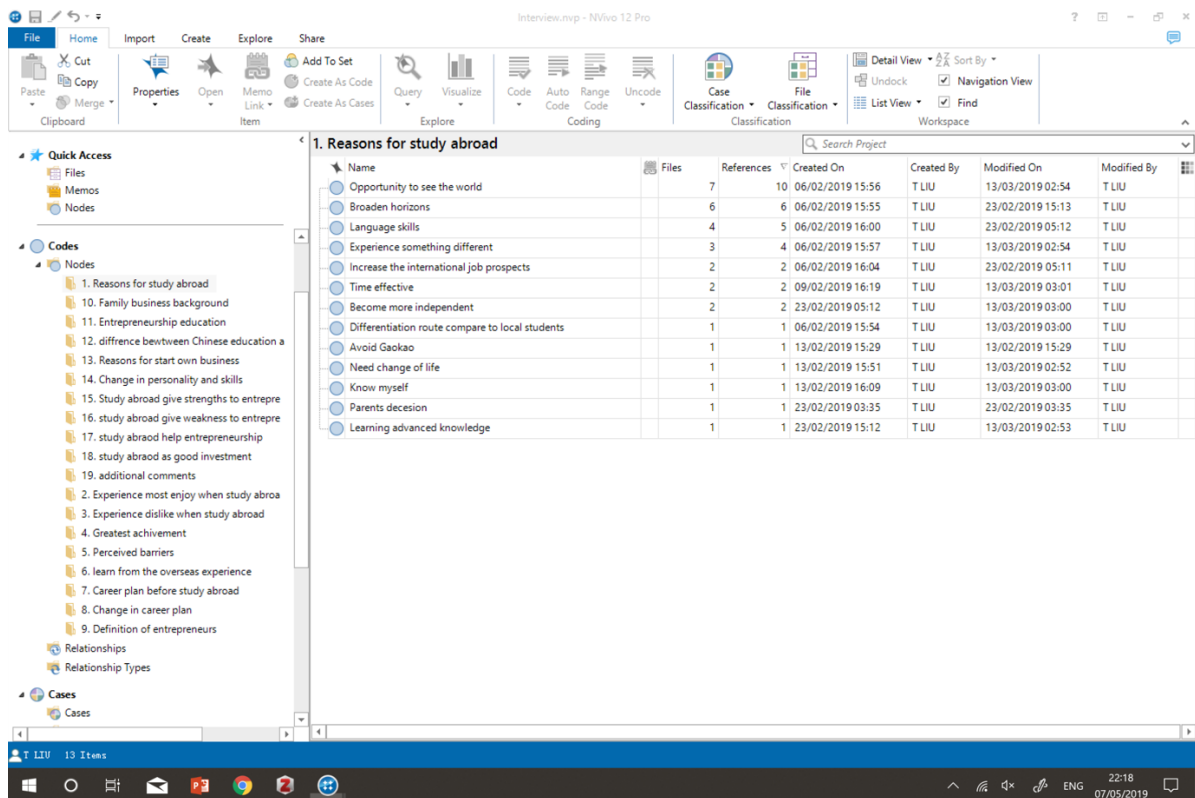 Interview.nvp - NVivo 12 Pro
File Home Import Create Explore Share
Paste
Cut
Copy
Merge
Clipboard
Properties
Open
Memo Link
Add To Set
Create As Code
Create As Cases
Item
Query
Visualize
Explore
Code
Auto Code
Range Code
Uncode
Coding
Case Classification
File Classification
Classification
Detail View
Sort By
Undock
Navigation View
List View
Find
Workspace
Quick Access
Files
Memos
Nodes
Codes
Nodes
1. Reasons for study abroad
10. Family business background
11. Entrepreneurship education
12. diffrence bewtween Chinese education a
13. Reasons for start own business
14. Change in personality and skills
15. Study abroad give strengths to entrepre
16. study abroad give weakness to entrepre
17. study abraod help entrepreneurship
18. study abraod as good investment
19. additional comments
2. Experience most enjoy when study abroa
3. Experience dislike when study abroad
4. Greatest achivement
5. Perceived barriers
6. learn from the overseas experience
7. Career plan before study abroad
8. Change in career plan
9. Definition of entrepreneurs
Relationships
Relationship Types
Cases
Cases
1. Reasons for study abroad
Search Project
Name Files References Created On Created By Modified On Modified By
Opportunity to see the world 7 10 06/02/2019 15:56 T LIU 13/03/2019 02:54 T LIU
Broaden horizons 6 6 06/02/2019 15:55 T LIU 23/02/2019 15:13 T LIU
Language skills 4 5 06/02/2019 16:00 T LIU 23/02/2019 05:12 T LIU
Experience something different 3 4 06/02/2019 15:57 T LIU 13/03/2019 02:54 T LIU
Increase the international job prospects 2 2 06/02/2019 16:04 T LIU 23/02/2019 05:11 T LIU
Time effective 2 2 09/02/2019 16:19 T LIU 13/03/2019 03:01 T LIU
Become more independent 2 2 23/02/2019 05:12 T LIU 13/03/2019 03:00 T LIU
Differentiation route compare to local students 1 1 06/02/2019 15:54 T LIU 13/03/2019 03:00 T LIU
Avoid Gaokao 1 1 13/02/2019 15:29 T LIU 13/02/2019 15:29 T LIU
Need change of life 1 1 13/02/2019 15:51 T LIU 13/03/2019 02:52 T LIU
Know myself 1 1 13/02/2019 16:09 T LIU 13/03/2019 03:00 T LIU
Parents decesion 1 1 23/02/2019 03:35 T LIU 23/02/2019 03:35 T LIU
Learning advanced knowledge 1 1 23/02/2019 15:12 T LIU 13/03/2019 02:53 T LIU
T LIU 13 Items
ENG
22:18
07/05/2019